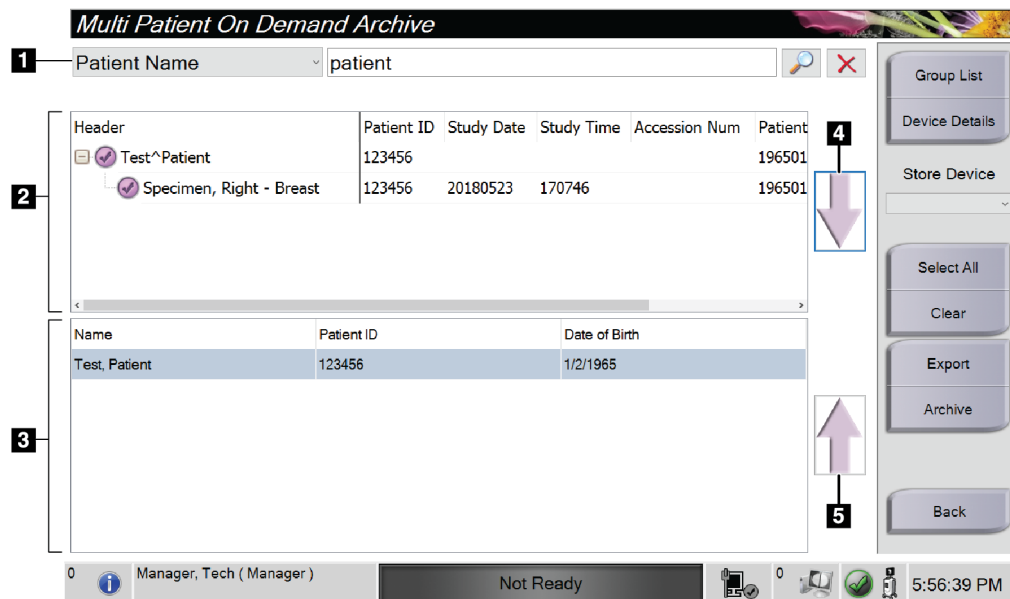 Multi Patient On Demand Archive
1
Patient Name
patient
Group List
Device Details
Store Device
Select All
Clear
Export
Archive
Back
2
Header Patient ID Study Date Study Time Accession Num Patient
Test^Patient 123456 196501
Specimen, Right - Breast 123456 20180523 170746 196501
4
3
Name Patient ID Date of Birth
Test, Patient 123456 1/2/1965
5
0
Manager, Tech ( Manager )
Not Ready
0
5:56:39 PM